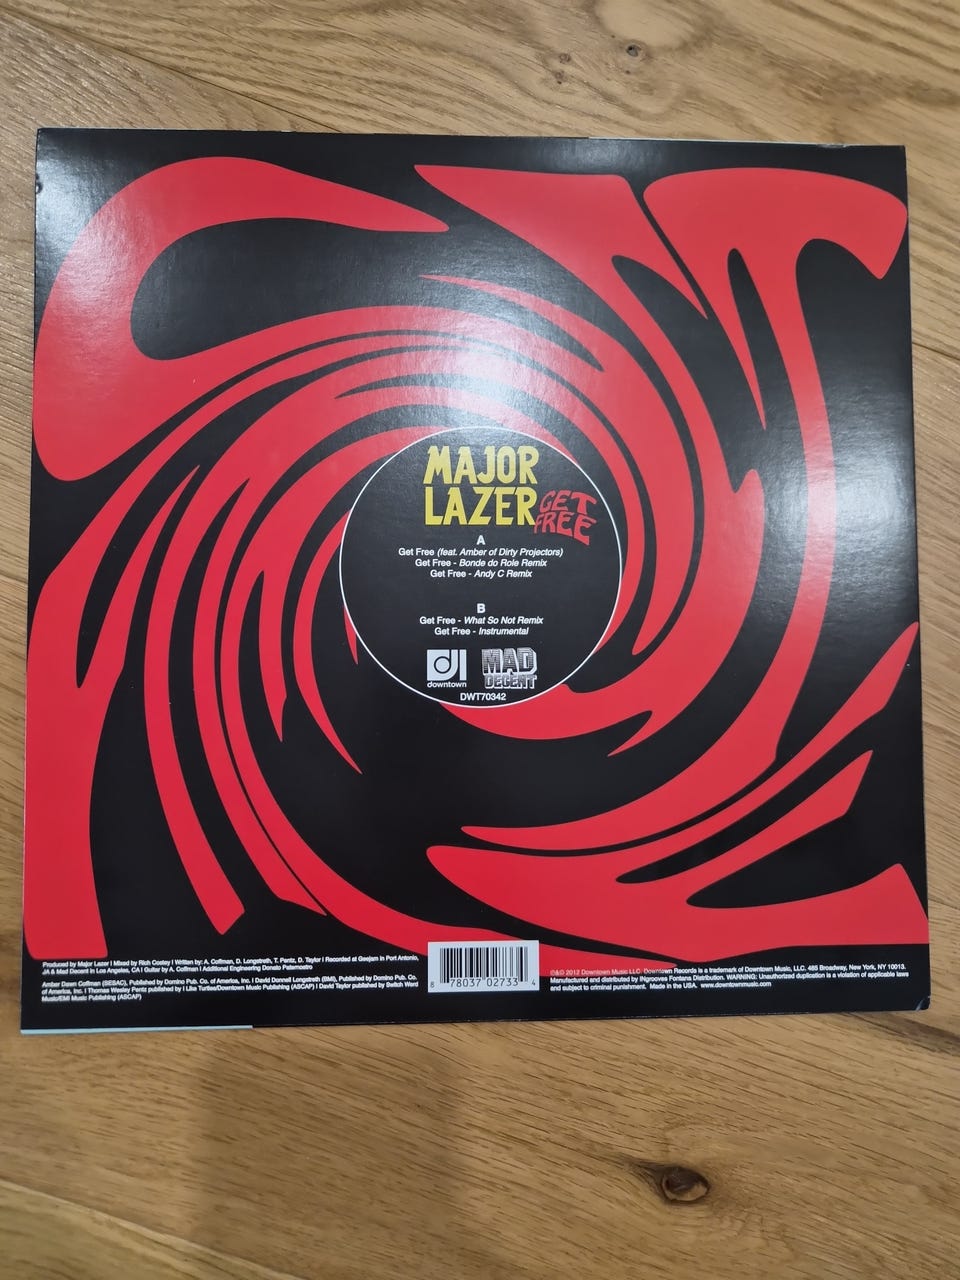 MAJOR
LAZER
GET
FREE
A
Get Free (feat. Amber of Dirty Projectors)
Get Free - Bonde do Role Remix
Get Free - Andy C Remix
B
Get Free - What So Not Remix
Get Free - Instrumental
downtown
MAD
DECENT
DWT70342
Produced by Major Lazer I Mixed by Rich Costey I Written by: A. Coffman, D. Longstreth, T. Pentz, D. Taylor I Recorded at Geejam in Port Antonio,
JA & Mad Decent in Los Angeles, CA I Guitar by A. Coffman I Additional Engineering Donato Paternostro
Amber Dawn Coffman (SESAC), Published by Domino Pub. Co. of America, Inc. I David Donnell Longstreth (BMI), Published by Domino Pub. Co.
of America, Inc. I Thomas Wesley Pentz published by I Like Turtles/Downtown Music Publishing (ASCAP) I David Taylor published by Switch Werd
Music/EMI Music Publishing (ASCAP)
8 78037 02733 4
©&© 2012 Downtown Music LLC. Downtown Records is a trademark of Downtown Music, LLC. 485 Broadway, New York, NY 10013.
Manufactured and distributed by Ingrooves Fontana Distribution. WARNING: Unauthorized duplication is a violation of applicable laws
and subject to criminal punishment. Made in the USA. www.downtownmusic.com